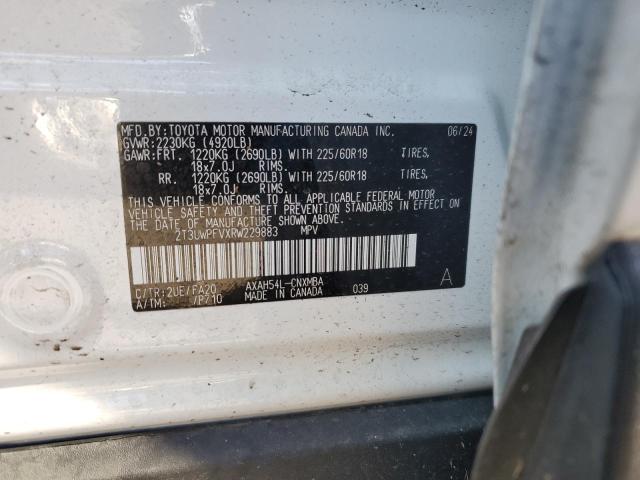 MFD.BY:TOYOTA MOTOR MANUFACTURING CANADA INC. 06/24
GVWR:2230KG (4920LB)
GAWR:FRT. 1220KG (2690LB) WITH 225/60R18 TIRES,
18x7.0J RIMS.
RR. 1220KG (2690LB) WITH 225/60R18 TIRES,
18x7.0J RIMS.
THIS VEHICLE CONFORMS TO ALL APPLICABLE FEDERAL MOTOR
VEHICLE SAFETY AND THEFT PREVENTION STANDARDS IN EFFECT ON
THE DATE OF MANUFACTURE SHOWN ABOVE.
2T3UWPFVXRW229883 MPV
C/TR:2UE/FA20 AXAH54L-CNXMBA 039 A
A/TM: /P710 MADE IN CANADA